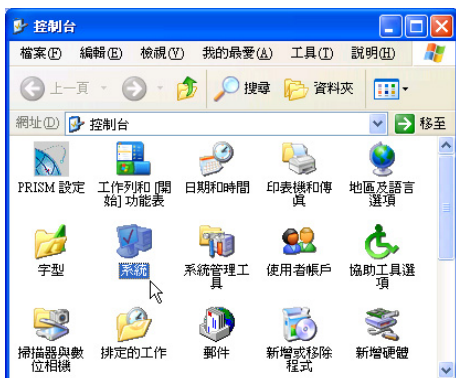 控制台
檔案(F) 編輯(E) 檢視(V) 我的最愛(A) 工具(T) 說明(H)
上一頁 搜尋 資料夾
網址(D) 控制台 移至
PRISM 設定 工作列和 [開始] 功能表 日期和時間 印表機和傳真 地區及語言選項
字型 系統 系統管理工具 使用者帳戶 協助工具選項
掃描器與數位相機 排定的工作 郵件 新增或移除程式 新增硬體